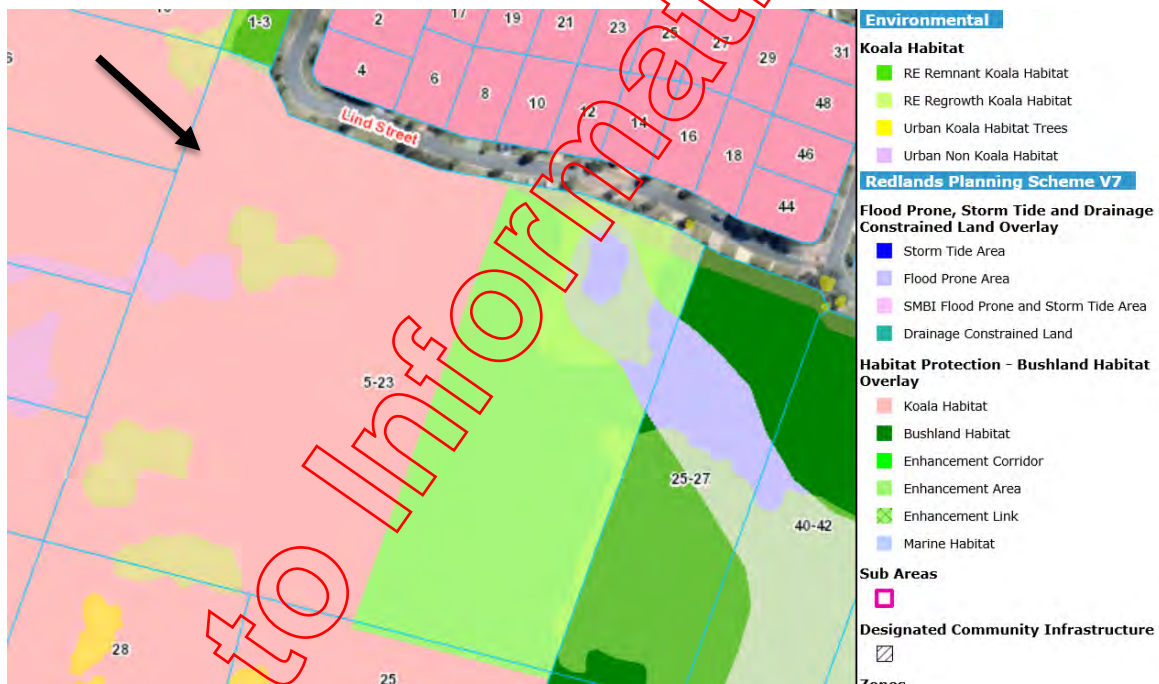 1-3
2
17
19
21
23
25
27
29
31
4
6
8
10
12
14
16
18
48
46
44
Lind Street
5-23
25-27
40-42
28
25
to Informati
Environmental
Koala Habitat
RE Remnant Koala Habitat
RE Regrowth Koala Habitat
Urban Koala Habitat Trees
Urban Non Koala Habitat
Redlands Planning Scheme V7
Flood Prone, Storm Tide and Drainage
Constrained Land Overlay
Storm Tide Area
Flood Prone Area
SMBI Flood Prone and Storm Tide Area
Drainage Constrained Land
Habitat Protection - Bushland Habitat
Overlay
Koala Habitat
Bushland Habitat
Enhancement Corridor
Enhancement Area
Enhancement Link
Marine Habitat
Sub Areas
Designated Community Infrastructure
Zones